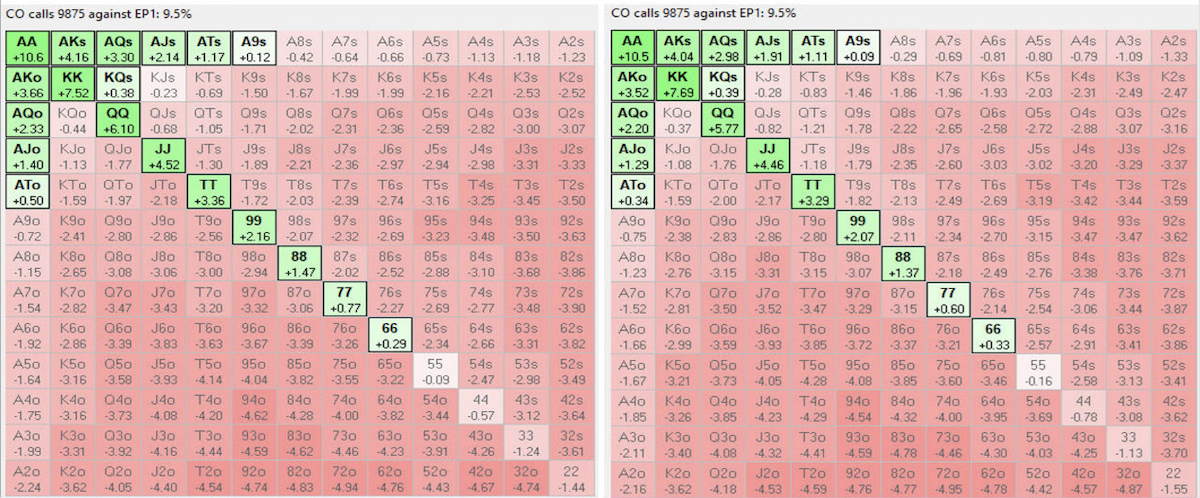 CO calls 9875 against EP1: 9.5%
AA AKs AQs AJs ATs A9s A8s A7s A6s A5s A4s A3s A2s
+10.6 +4.16 +3.30 +2.14 +1.17 +0.12 -0.42 -0.64 -0.66 -0.73 -1.13 -1.18 -1.23
AKo KK KQs KJs KTs K9s K8s K7s K6s K5s K4s K3s K2s
+3.66 +7.52 +0.38 -0.23 -0.69 -1.50 -1.67 -1.99 -1.99 -2.16 -2.21 -2.53 -2.52
AQo KQo QQ QJs QTs Q9s Q8s Q7s Q6s Q5s Q4s Q3s Q2s
+2.33 -0.44 +6.10 -0.68 -1.05 -1.71 -2.02 -2.31 -2.36 -2.59 -2.82 -3.00 -3.07
AJo KJo QJo JJ JTs J9s J8s J7s J6s J5s J4s J3s J2s
+1.40 -1.13 -1.77 +4.52 -1.30 -1.89 -2.21 -2.36 -2.97 -2.94 -2.98 -3.31 -3.33
ATo KTo QTo JTo TT T9s T8s T7s T6s T5s T4s T3s T2s
+0.50 -1.59 -1.97 -2.18 +3.36 -1.72 -2.03 -2.39 -2.74 -3.16 -3.25 -3.45 -3.50
A9o K9o Q9o J9o T9o 99 98s 97s 96s 95s 94s 93s 92s
-0.72 -2.41 -2.80 -2.86 -2.56 +2.16 -2.07 -2.32 -2.69 -3.23 -3.48 -3.50 -3.63
A8o K8o Q8o J8o T8o 98o 88 87s 86s 85s 84s 83s 82s
-1.15 -2.65 -3.08 -3.06 -3.00 -2.94 +1.47 -2.02 -2.52 -2.88 -3.10 -3.68 -3.86
A7o K7o Q7o J7o T7o 97o 87o 77 76s 75s 74s 73s 72s
-1.54 -2.82 -3.47 -3.43 -3.20 -3.32 -3.06 +0.77 -2.27 -2.69 -2.77 -3.48 -3.90
A6o K6o Q6o J6o T6o 96o 86o 76o 66 65s 64s 63s 62s
-1.92 -2.86 -3.39 -3.83 -3.63 -3.67 -3.39 -3.26 +0.29 -2.34 -2.66 -3.31 -3.82
A5o K5o Q5o J5o T5o 95o 85o 75o 65o 55 54s 53s 52s
-1.64 -3.16 -3.58 -3.93 -4.14 -4.04 -3.82 -3.55 -3.22 -0.09 -2.47 -2.98 -3.49
A4o K4o Q4o J4o T4o 94o 84o 74o 64o 54o 44 43s 42s
-1.75 -3.16 -3.73 -4.08 -4.20 -4.62 -4.28 -4.00 -3.82 -3.44 -0.57 -3.12 -3.64
A3o K3o Q3o J3o T3o 93o 83o 73o 63o 53o 43o 33 32s
-1.99 -3.31 -3.92 -4.16 -4.44 -4.59 -4.62 -4.46 -4.23 -3.91 -4.26 -1.24 -3.61
A2o K2o Q2o J2o T2o 92o 82o 72o 62o 52o 42o 32o 22
-2.24 -3.62 -4.05 -4.40 -4.54 -4.74 -4.83 -4.94 -4.76 -4.43 -4.67 -4.74 -1.44
CO calls 9875 against EP1: 9.5%
AA AKs AQs AJs ATs A9s A8s A7s A6s A5s A4s A3s A2s
+10.5 +4.04 +2.98 +1.91 +1.11 +0.09 -0.29 -0.69 -0.81 -0.80 -0.79 -1.09 -1.33
AKo KK KQs KJs KTs K9s K8s K7s K6s K5s K4s K3s K2s
+3.52 +7.69 +0.39 -0.28 -0.83 -1.46 -1.86 -1.96 -1.93 -2.03 -2.31 -2.49 -2.47
AQo KQo QQ QJs QTs Q9s Q8s Q7s Q6s Q5s Q4s Q3s Q2s
+2.20 -0.37 +5.77 -0.82 -1.21 -1.78 -2.22 -2.65 -2.58 -2.72 -2.88 -3.07 -3.16
AJo KJo QJo JJ JTs J9s J8s J7s J6s J5s J4s J3s J2s
+1.29 -1.08 -1.76 +4.46 -1.18 -1.79 -2.35 -2.60 -3.03 -3.02 -3.20 -3.29 -3.37
ATo KTo QTo JTo TT T9s T8s T7s T6s T5s T4s T3s T2s
+0.34 -1.59 -2.00 -2.17 +3.29 -1.82 -2.13 -2.53 -2.69 -3.19 -3.42 -3.44 -3.59
A9o K9o Q9o J9o T9o 99 98s 97s 96s 95s 94s 93s 92s
-0.75 -2.38 -2.83 -2.86 -2.80 +2.07 -2.11 -2.34 -2.70 -3.15 -3.47 -3.47 -3.62
A8o K8o Q8o J8o T8o 98o 88 87s 86s 85s 84s 83s 82s
-1.23 -2.76 -3.15 -3.31 -3.15 -3.07 +1.37 -2.18 -2.49 -2.76 -3.38 -3.76 -3.71
A7o K7o Q7o J7o T7o 97o 87o 77 76s 75s 74s 73s 72s
-1.52 -2.81 -3.50 -3.52 -3.47 -3.29 -3.15 +0.60 -2.14 -2.54 -3.06 -3.44 -3.87
A6o K6o Q6o J6o T6o 96o 86o 76o 66 65s 64s 63s 62s
-1.66 -2.99 -3.59 -3.93 -3.85 -3.72 -3.37 -3.21 +0.33 -2.57 -2.91 -3.41 -3.86
A5o K5o Q5o J5o T5o 95o 85o 75o 65o 55 54s 53s 52s
-1.67 -3.21 -3.73 -4.05 -4.28 -4.08 -3.85 -3.60 -3.46 -0.16 -2.58 -3.13 -3.41
A4o K4o Q4o J4o T4o 94o 84o 74o 64o 54o 44 43s 42s
-1.85 -3.26 -3.85 -4.23 -4.29 -4.54 -4.32 -4.00 -3.95 -3.69 -0.78 -3.08 -3.62
A3o K3o Q3o J3o T3o 93o 83o 73o 63o 53o 43o 33 32s
-2.11 -3.40 -4.08 -4.32 -4.41 -4.59 -4.78 -4.46 -4.30 -4.03 -4.25 -1.13 -3.70
A2o K2o Q2o J2o T2o 92o 82o 72o 62o 52o 42o 32o 22
-2.16 -3.62 -4.18 -4.53 -4.59 -4.76 -4.77 -4.95 -4.78 -4.42 -4.57 -4.87 -1.55